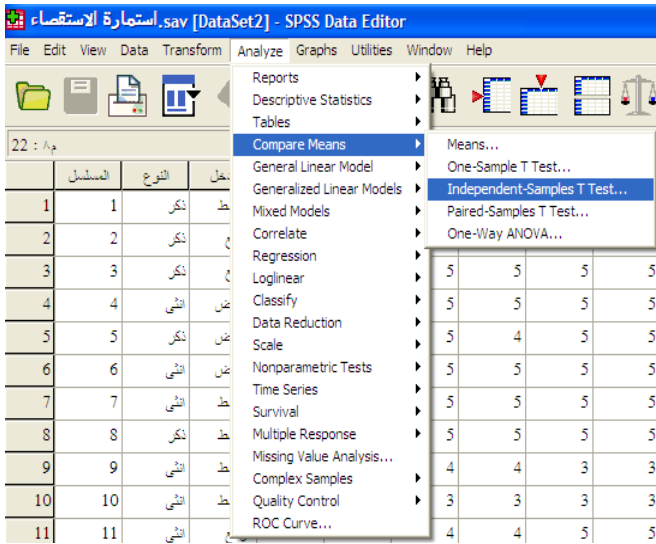 استمارة الاستقصاء.sav [DataSet2] - SPSS Data Editor
File Edit View Data Transform Analyze Graphs Utilities Window Help
Reports
Descriptive Statistics
Tables
Compare Means
General Linear Model
Generalized Linear Models
Mixed Models
Correlate
Regression
Loglinear
Classify
Data Reduction
Scale
Nonparametric Tests
Time Series
Survival
Multiple Response
Missing Value Analysis...
Complex Samples
Quality Control
ROC Curve...
Means...
One-Sample T Test...
Independent-Samples T Test...
Paired-Samples T Test...
One-Way ANOVA...
22 : م٨
المسلسل النوع
1 1 ذكر
2 2 ذكر
3 3 ذكر 5 5 5 5
4 4 انثى 5 5 5 5
5 5 ذكر 5 4 5 5
6 6 انثى 5 5 5 5
7 7 انثى 5 5 5 5
8 8 ذكر 5 5 5 5
9 9 انثى 4 4 3 3
10 10 انثى 3 3 3 3
11 11 انثى 4 4 5 5